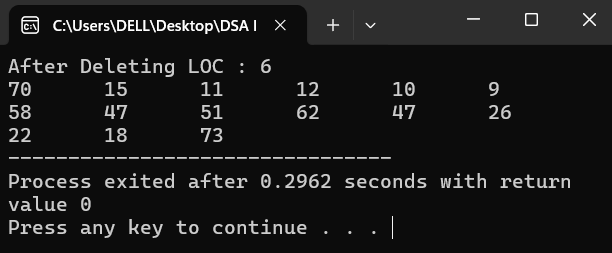 C:\Users\DELL\Desktop\DSA I
After Deleting LOC : 6
70 15 11 12 10 9
58 47 51 62 47 26
22 18 73
--------------------------------
Process exited after 0.2962 seconds with return
value 0
Press any key to continue . . .